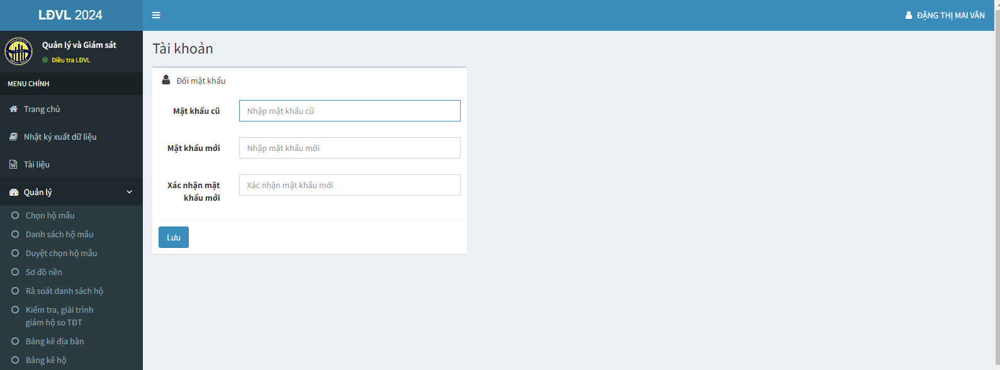 LĐVL 2024
ĐẶNG THỊ MAI VÂN
Quản lý và Giám sát
Điều tra LĐVL
MENU CHÍNH
Trang chủ
Nhật ký xuất dữ liệu
Tài liệu
Quản lý
Chọn hộ mẫu
Danh sách hộ mẫu
Duyệt chọn hộ mẫu
Sơ đồ nền
Rà soát danh sách hộ
Kiểm tra, giải trình
giảm hộ so TĐT
Bảng kê địa bàn
Bảng kê hộ
Tài khoản
Đổi mật khẩu
Mật khẩu cũ
Nhập mật khẩu cũ
Mật khẩu mới
Nhập mật khẩu mới
Xác nhận mật
khẩu mới
Xác nhận mật khẩu mới
Lưu